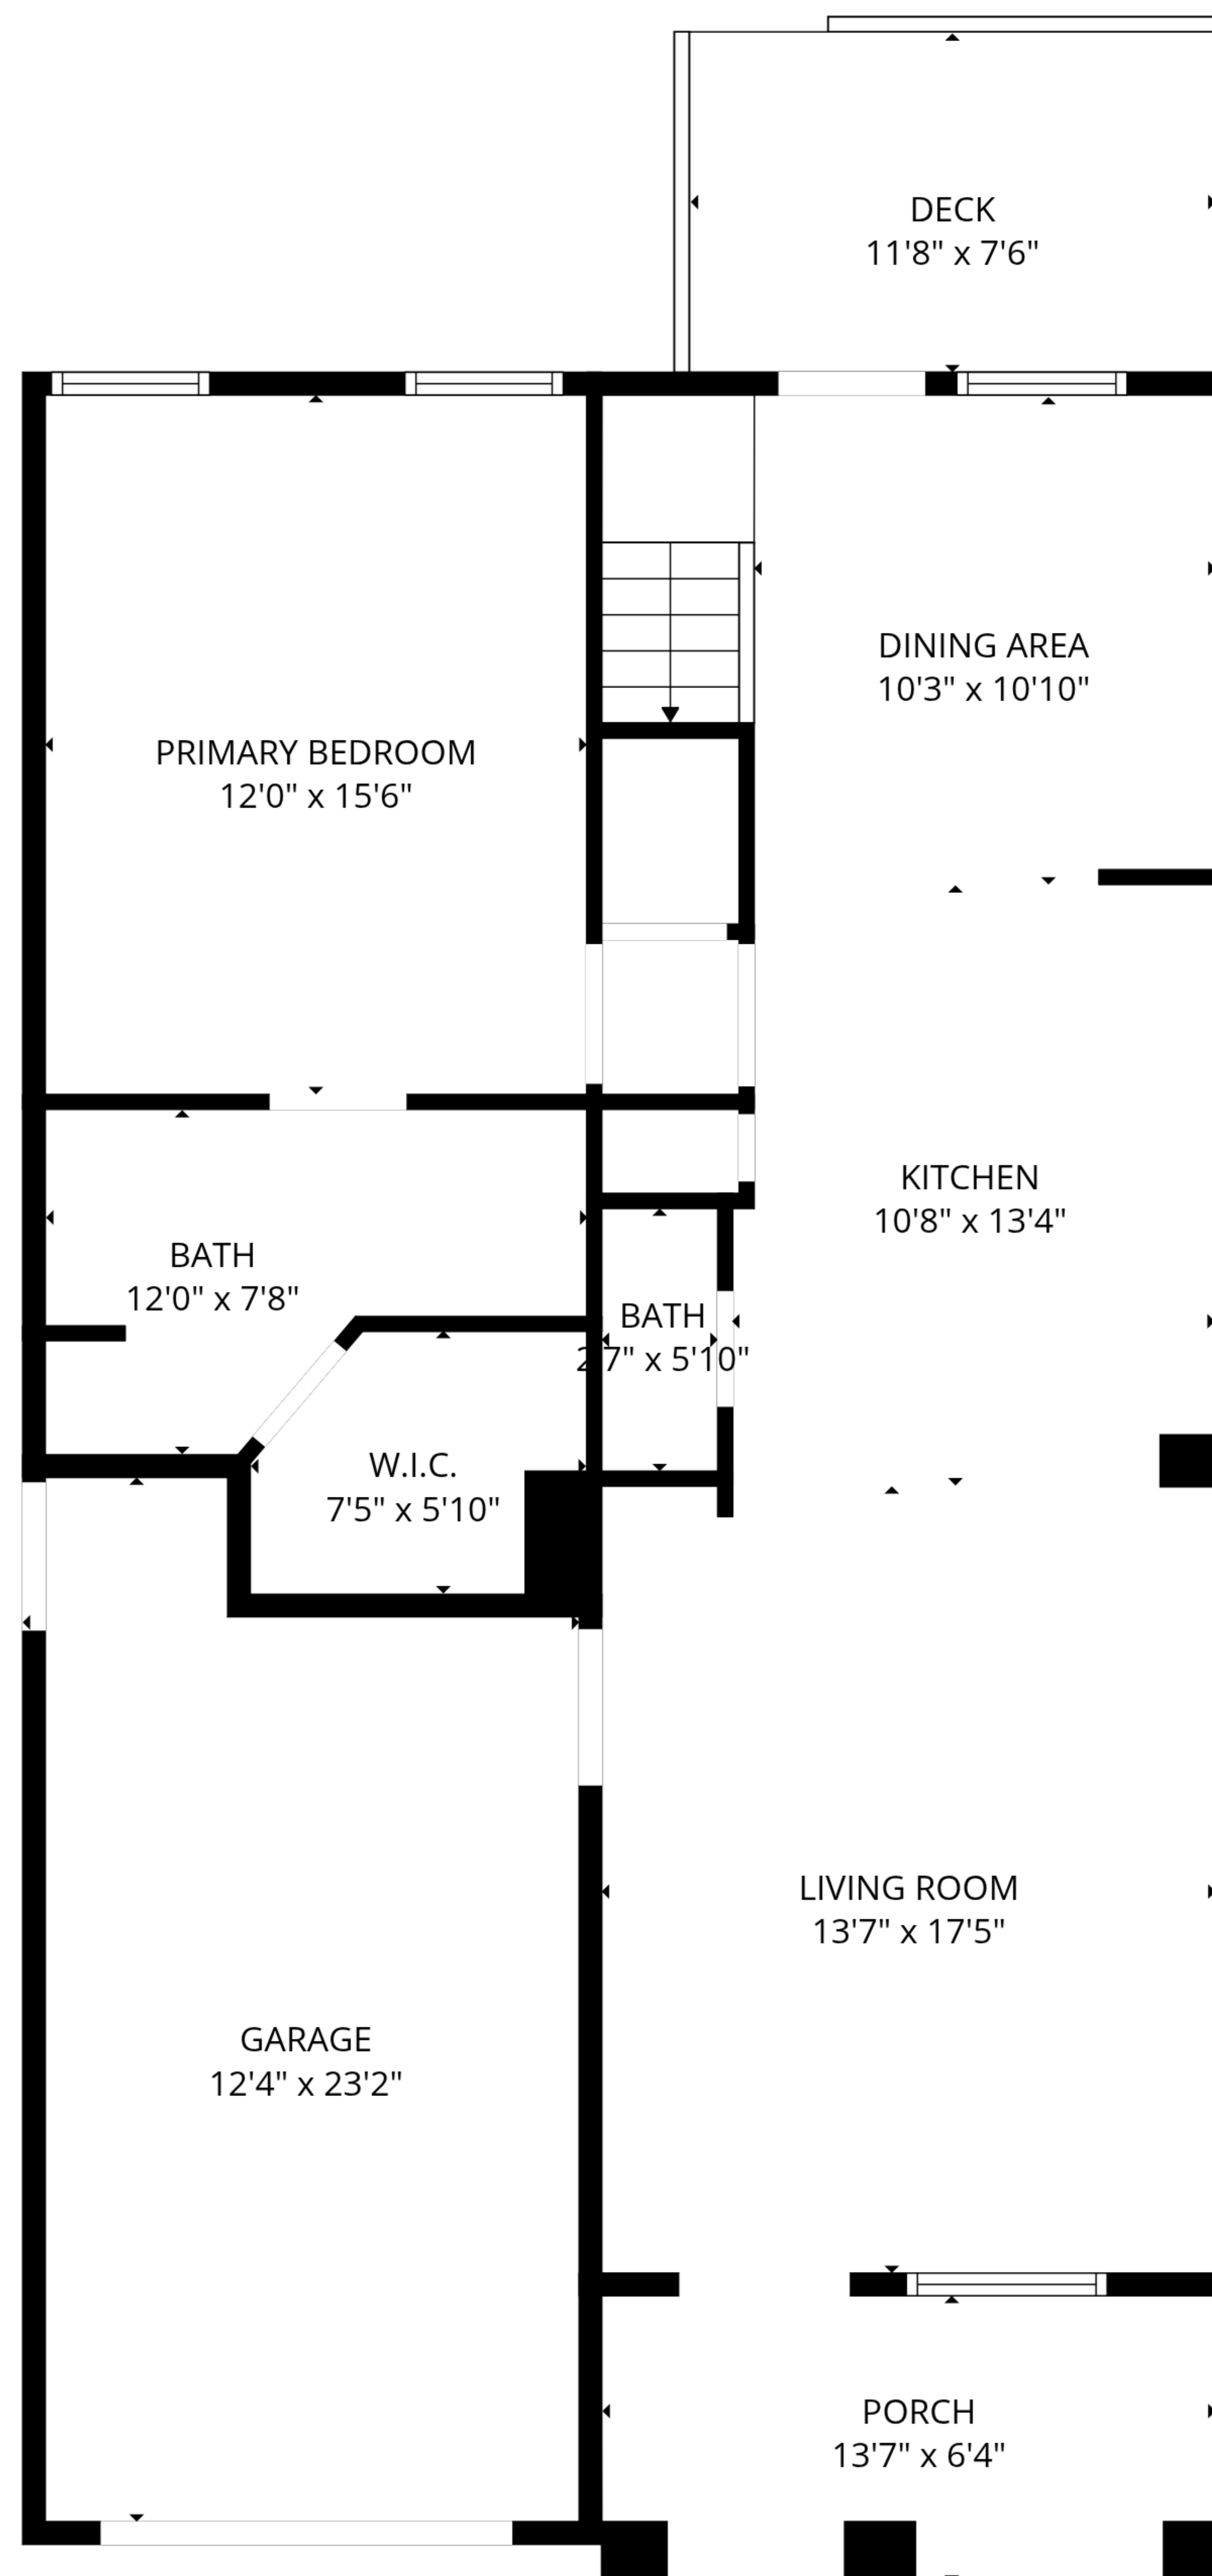 DECK
11'8" x 7'6"
DINING AREA
10'3" x 10'10"
PRIMARY BEDROOM
12'0" x 15'6"
KITCHEN
10'8" x 13'4"
BATH
12'0" x 7'8"
BATH
2'7" x 5'10"
W.I.C.
7'5" x 5'10"
LIVING ROOM
13'7" x 17'5"
GARAGE
12'4" x 23'2"
PORCH
13'7" x 6'4"